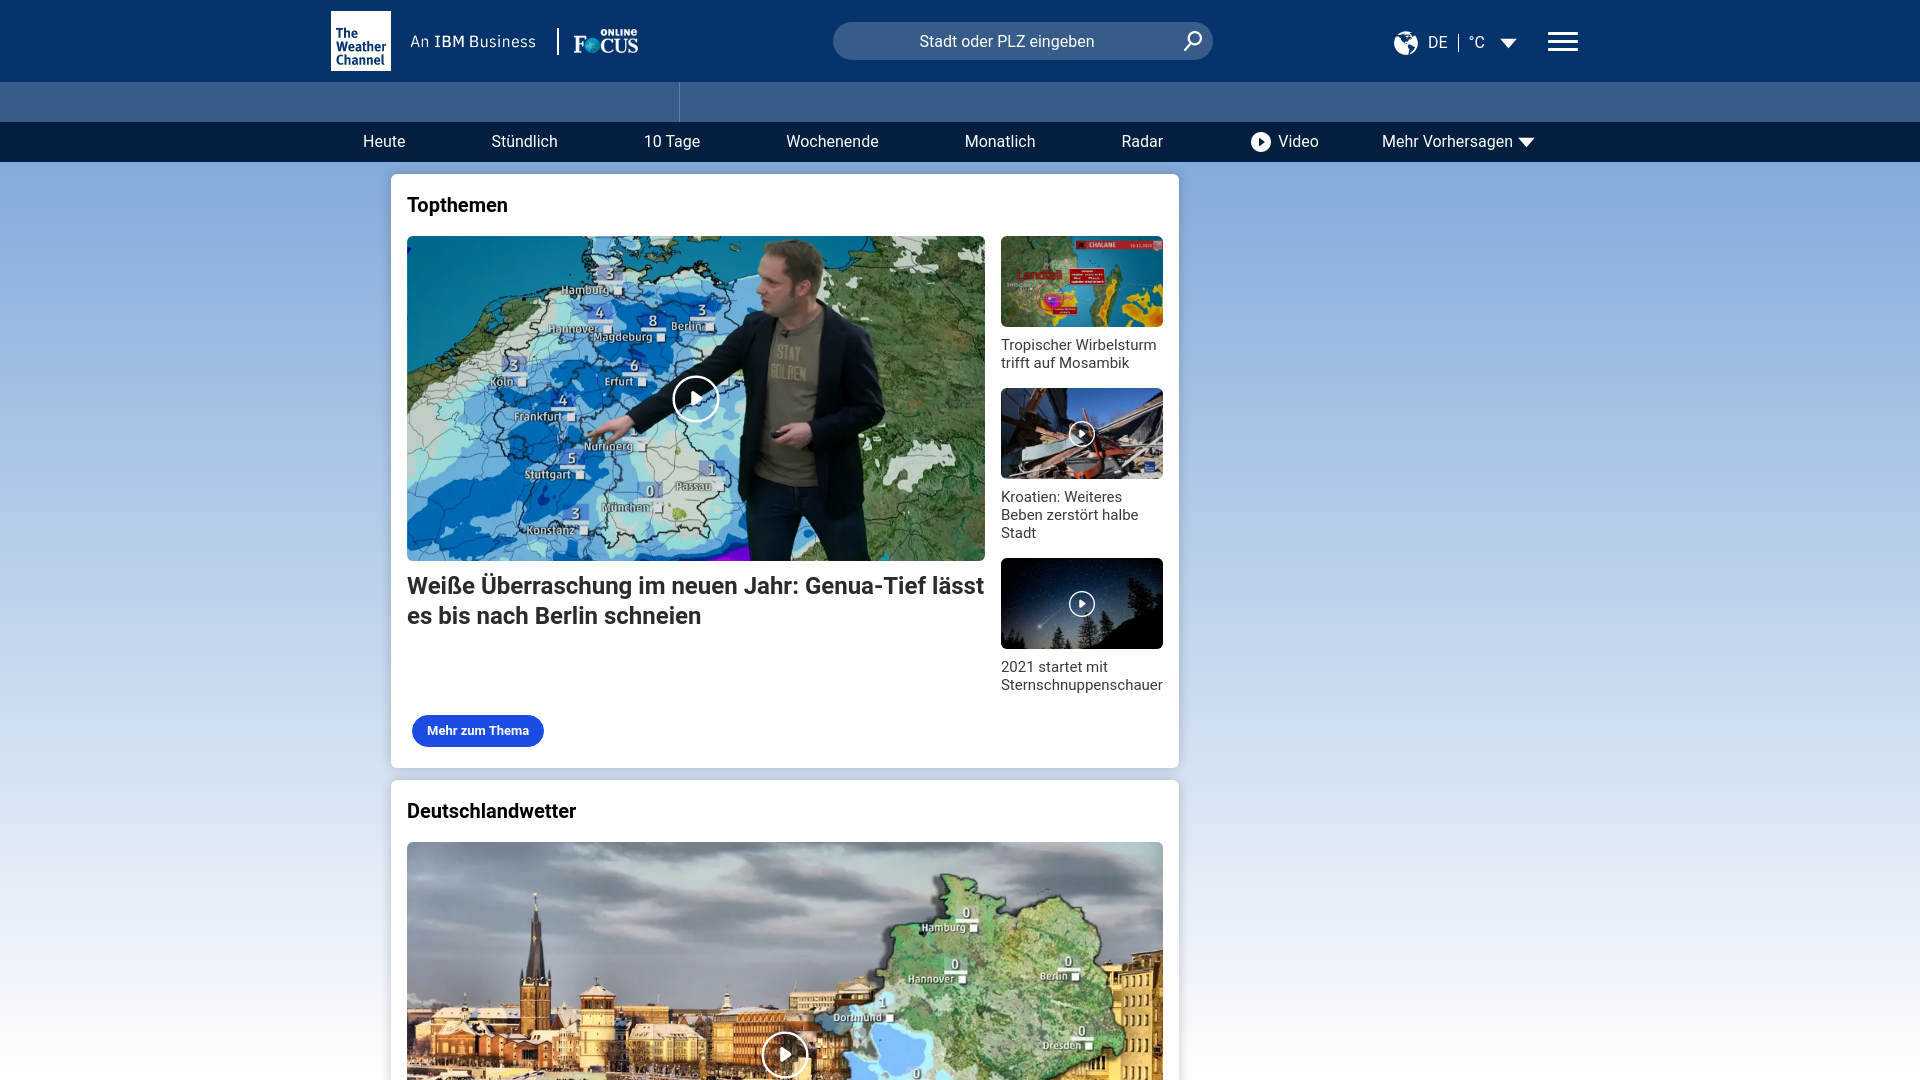 The
Weather
Channel
An IBM Business
ONLINE
FOCUS
Stadt oder PLZ eingeben
DE
°C
Heute
Stündlich
10 Tage
Wochenende
Monatlich
Radar
Video
Mehr Vorhersagen
Topthemen
3
Hamburg
4
Hannover
8
Magdeburg
3
Berlin
3
Köln
6
Erfurt
4
Frankfurt
Nürnberg
5
Stuttgart
1
Passau
0
München
3
Konstanz
STAY
GOLDEN
Weiße Überraschung im neuen Jahr: Genua-Tief lässt
es bis nach Berlin schneien
CHALANE
Landfall
Tropischer Wirbelsturm
trifft auf Mosambik
Kroatien: Weiteres
Beben zerstört halbe
Stadt
2021 startet mit
Sternschnuppenschauer
Mehr zum Thema
Deutschlandwetter
0
Hamburg
0
Hannover
0
Berlin
1
Dortmund
0
Dresden
0